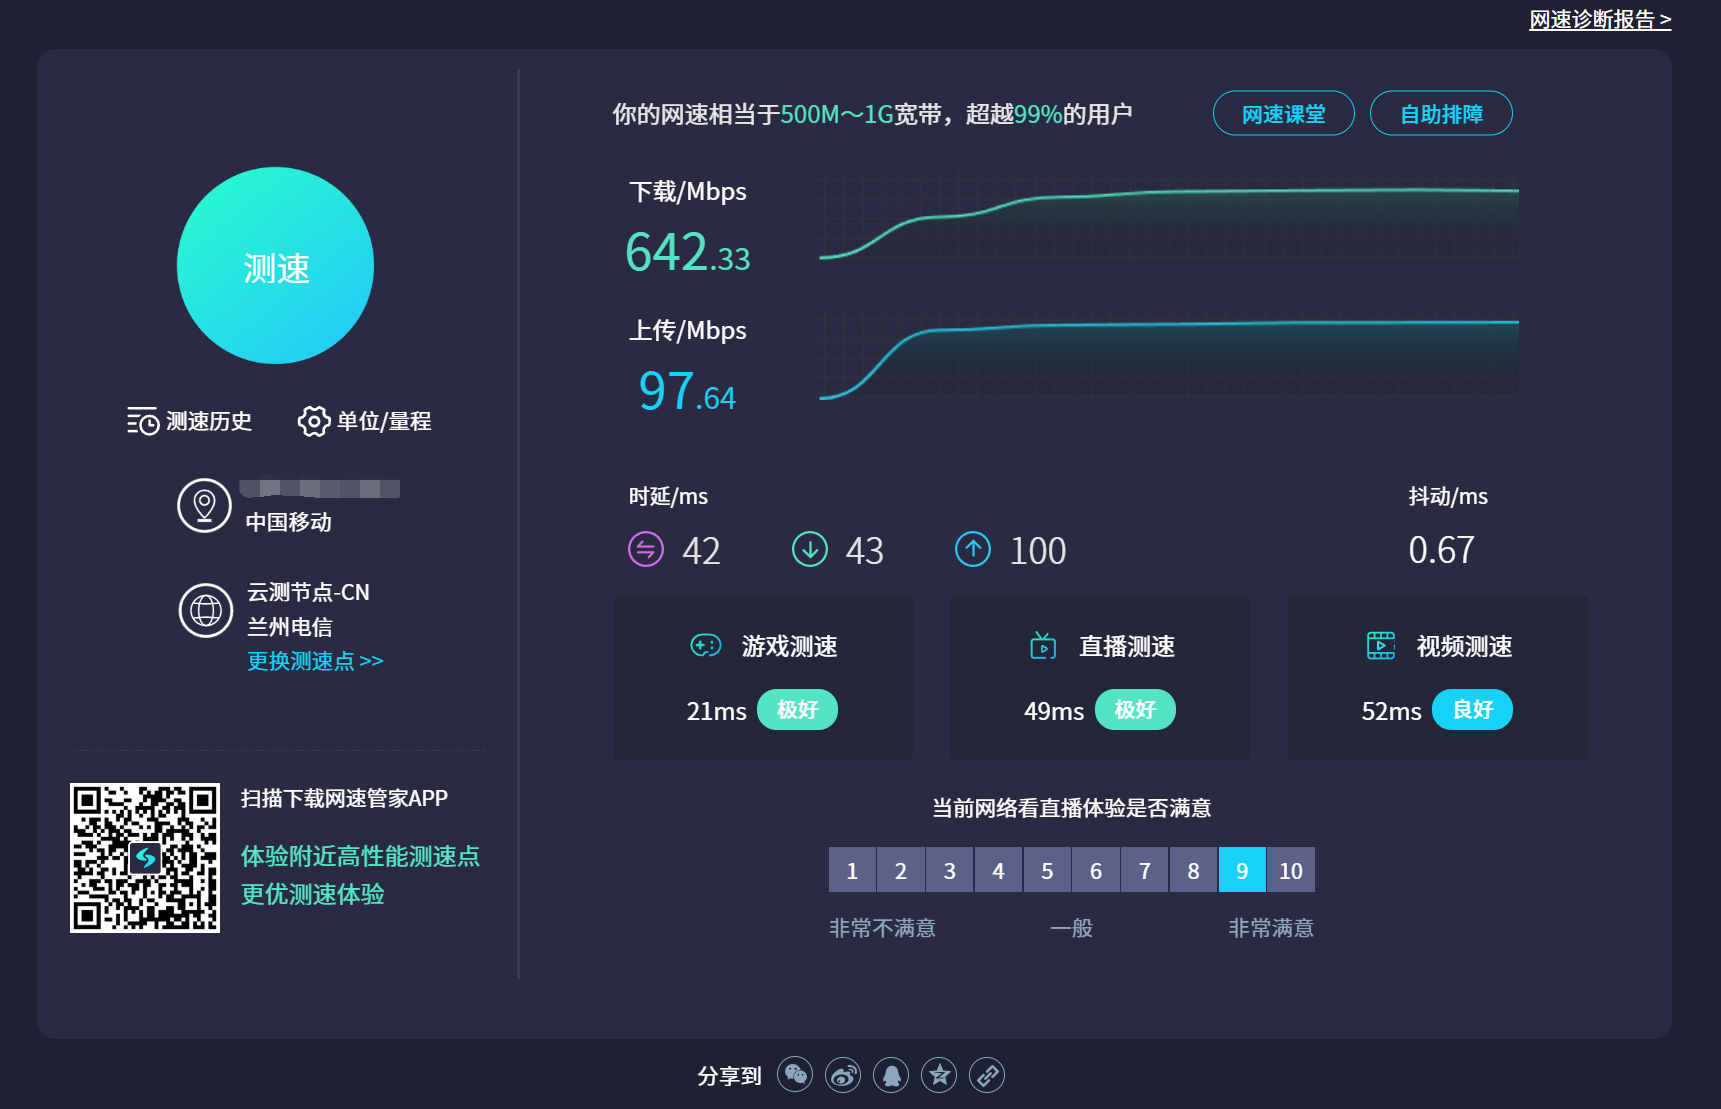 网速诊断报告 >
测速
测速历史
单位/量程
中国移动
云测节点-CN
兰州电信
更换测速点 >>
扫描下载网速管家APP
体验附近高性能测速点
更优测速体验
你的网速相当于500M～1G宽带，超越99%的用户
网速课堂
自助排障
下载/Mbps
642.33
上传/Mbps
97.64
时延/ms
抖动/ms
42
43
100
0.67
游戏测速
21ms 极好
直播测速
49ms 极好
视频测速
52ms 良好
当前网络看直播体验是否满意
1 2 3 4 5 6 7 8 9 10
非常不满意 一般 非常满意
分享到